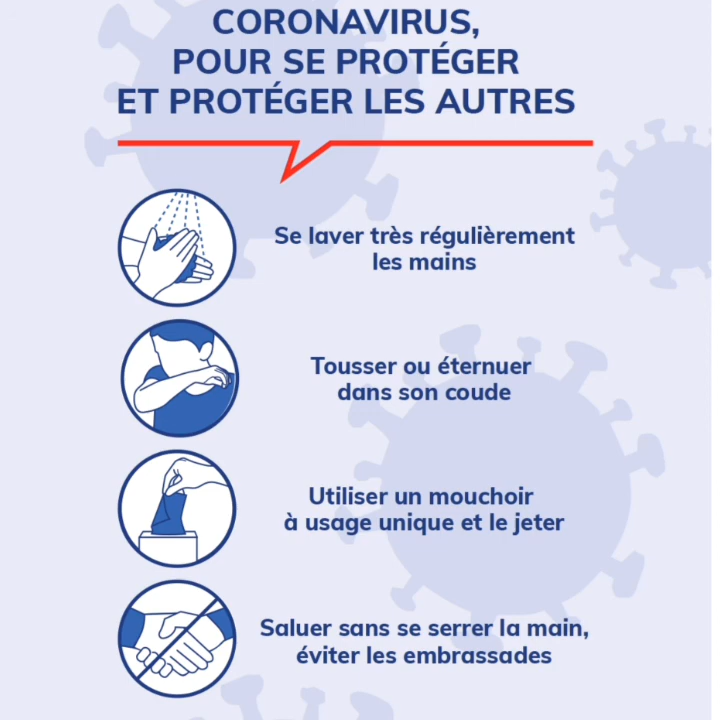 CORONAVIRUS,
POUR SE PROTÉGER
ET PROTÉGER LES AUTRES
Se laver très régulièrement
les mains
Tousser ou éternuer
dans son coude
Utiliser un mouchoir
à usage unique et le jeter
Saluer sans se serrer la main,
éviter les embrassades